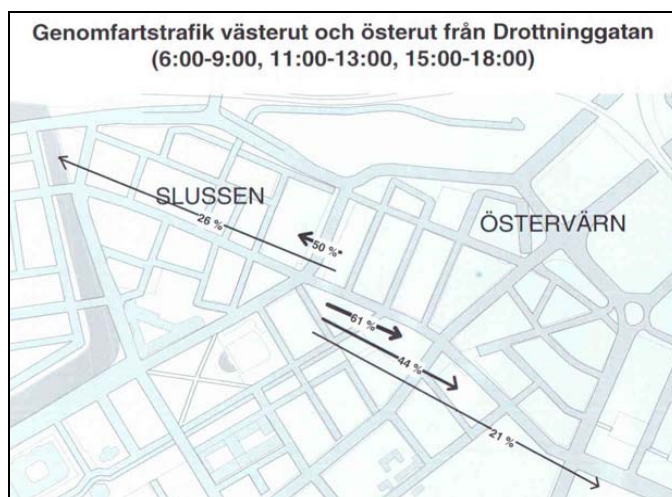 Genomfartstrafik västerut och österut från Drottninggatan
(6:00-9:00, 11:00-13:00, 15:00-18:00)
SLUSSEN
26 %
50 %*
ÖSTERVÄRN
61 %
44 %
21 %